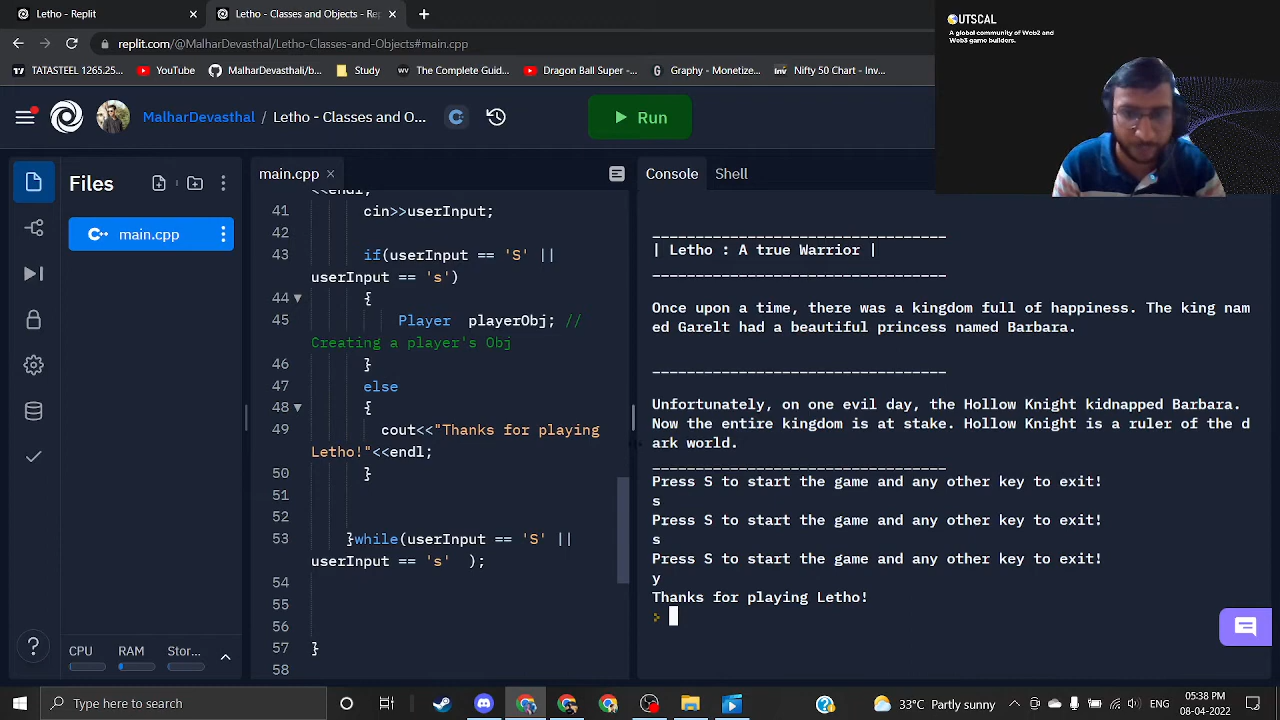 Letho - Replit
Letho - Classes and Objects - Rep
replit.com/@MalharDevasthal/Letho-Classes-and-Objects#main.cpp
TATASTEEL 1265.25...
YouTube
MalharDevasthali/b...
Study
WV
The Complete Guid...
Dragon Ball Super -...
G
Graphy - Monetize...
Inv
Nifty 50 Chart - Inv...
OUTSCAL
A global community of Web2 and
Web3 game builders.
MalharDevasthal / Letho - Classes and O...
Run
Files
main.cpp
main.cpp
Console
Shell
<<endl;
41 cin>>userInput;
42
43 if(userInput == 'S' ||
userInput == 's')
44 {
45 Player playerObj; //
Creating a player's Obj
46 }
47 else
48 {
49 cout<<"Thanks for playing
Letho!"<<endl;
50 }
51
52
53 }while(userInput == 'S' ||
userInput == 's' );
54
55
56
57 }
58
_________________________________
| Letho : A true Warrior |
_________________________________
Once upon a time, there was a kingdom full of happiness. The king nam
ed Garelt had a beautiful princess named Barbara.
_________________________________
Unfortunately, on one evil day, the Hollow Knight kidnapped Barbara.
Now the entire kingdom is at stake. Hollow Knight is a ruler of the d
ark world.
_________________________________
Press S to start the game and any other key to exit!
s
Press S to start the game and any other key to exit!
s
Press S to start the game and any other key to exit!
y
Thanks for playing Letho!
>
CPU
RAM
Stor...
?
Type here to search
33°C Partly sunny
05:38 PM
08-04-2022